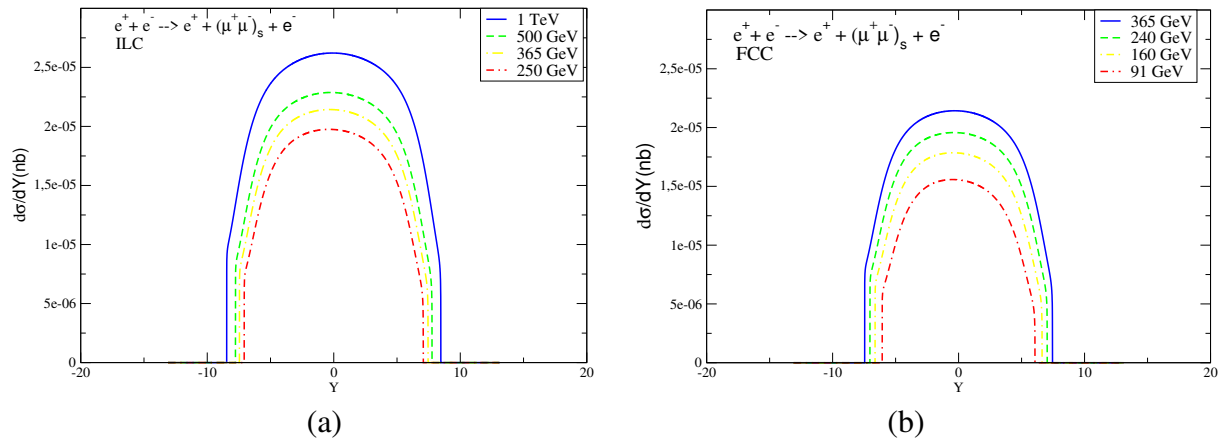 e⁺+ e⁻ --> e⁺ + (μ⁺μ⁻)ₛ + e⁻
ILC
1 TeV
500 GeV
365 GeV
250 GeV
2,5e-05
2e-05
1,5e-05
1e-05
5e-06
0
dσ/dY(nb)
-20
-10
0
10
20
Y
(a)
e⁺+ e⁻ --> e⁺ + (μ⁺μ⁻)ₛ + e⁻
FCC
365 GeV
240 GeV
160 GeV
91 GeV
2,5e-05
2e-05
1,5e-05
1e-05
5e-06
0
dσ/dY(nb)
-20
-10
0
10
20
Y
(b)